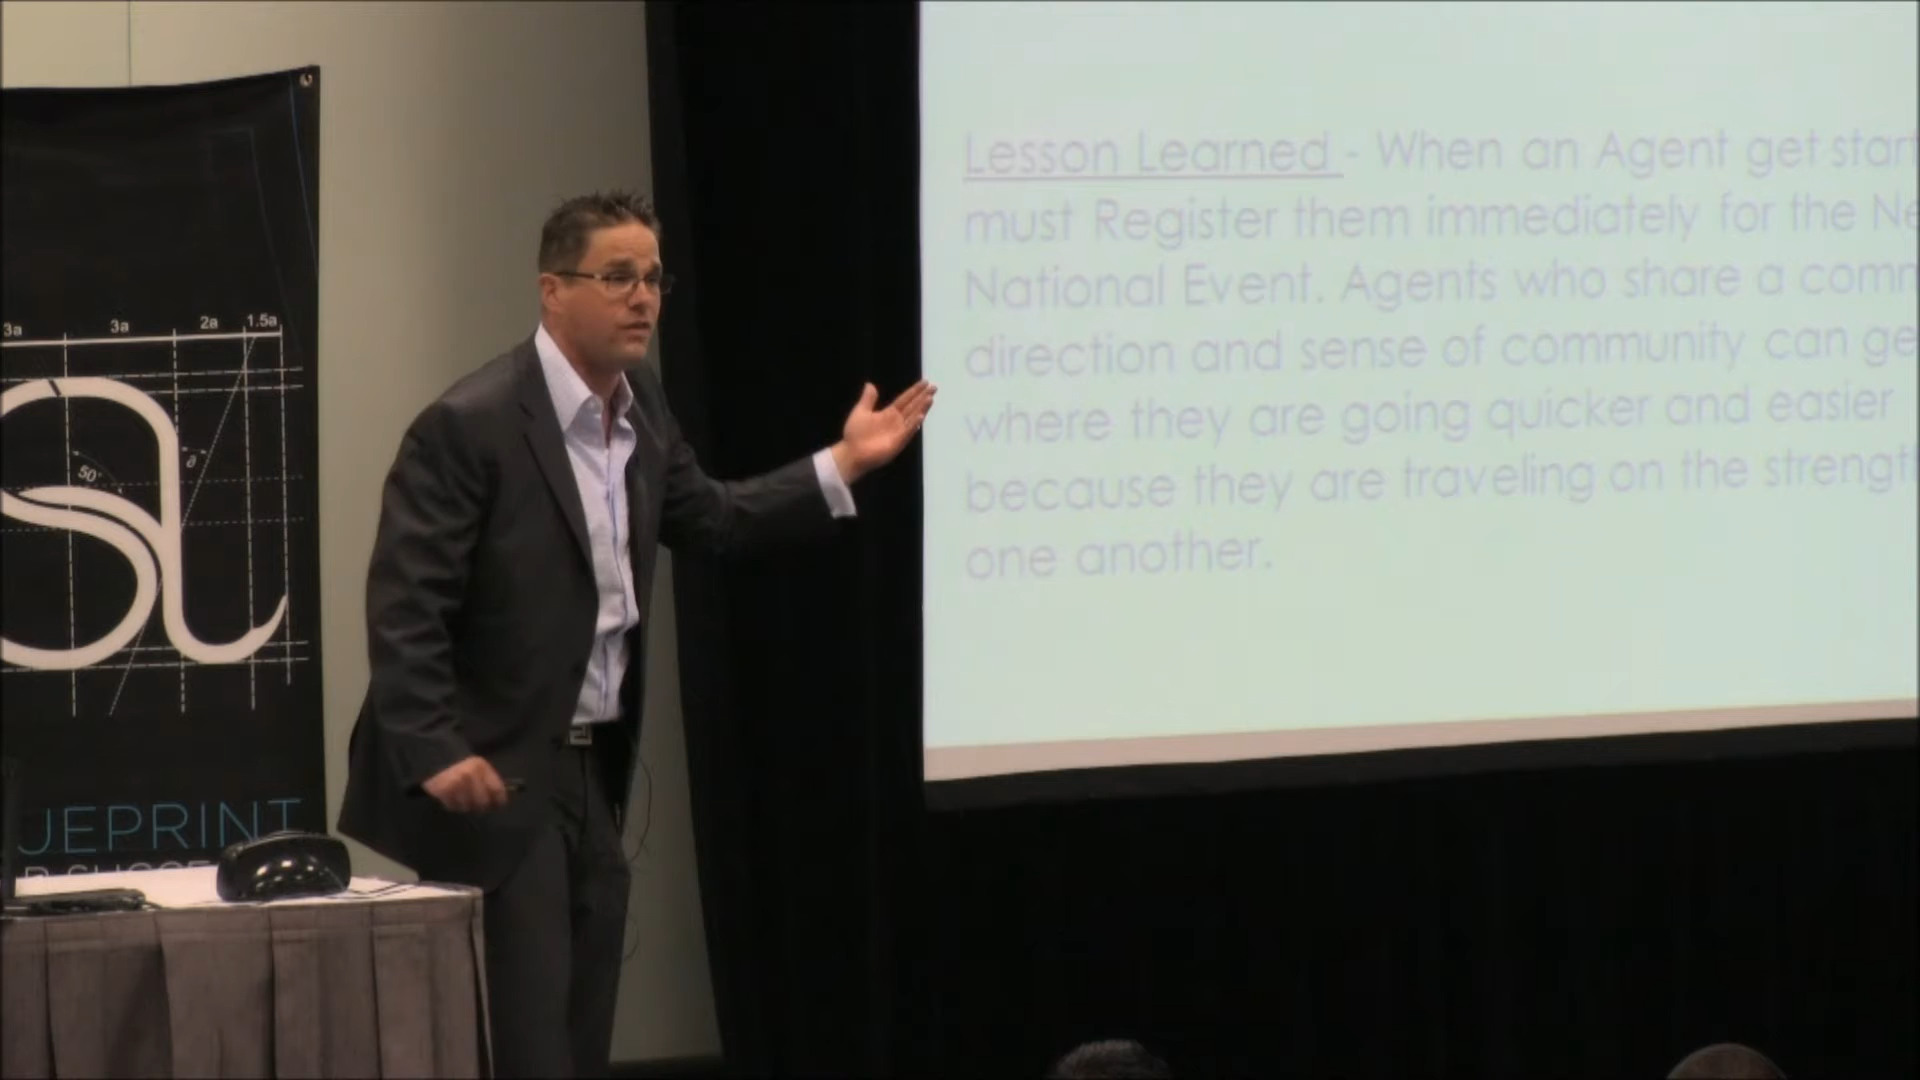 3a 3a 2a 1.5a
50°
∂
Lesson Learned - When an Agent get start
must Register them immediately for the Ne
National Event. Agents who share a comm
direction and sense of community can ge
where they are going quicker and easier
because they are traveling on the strengt
one another.
UEPRINT